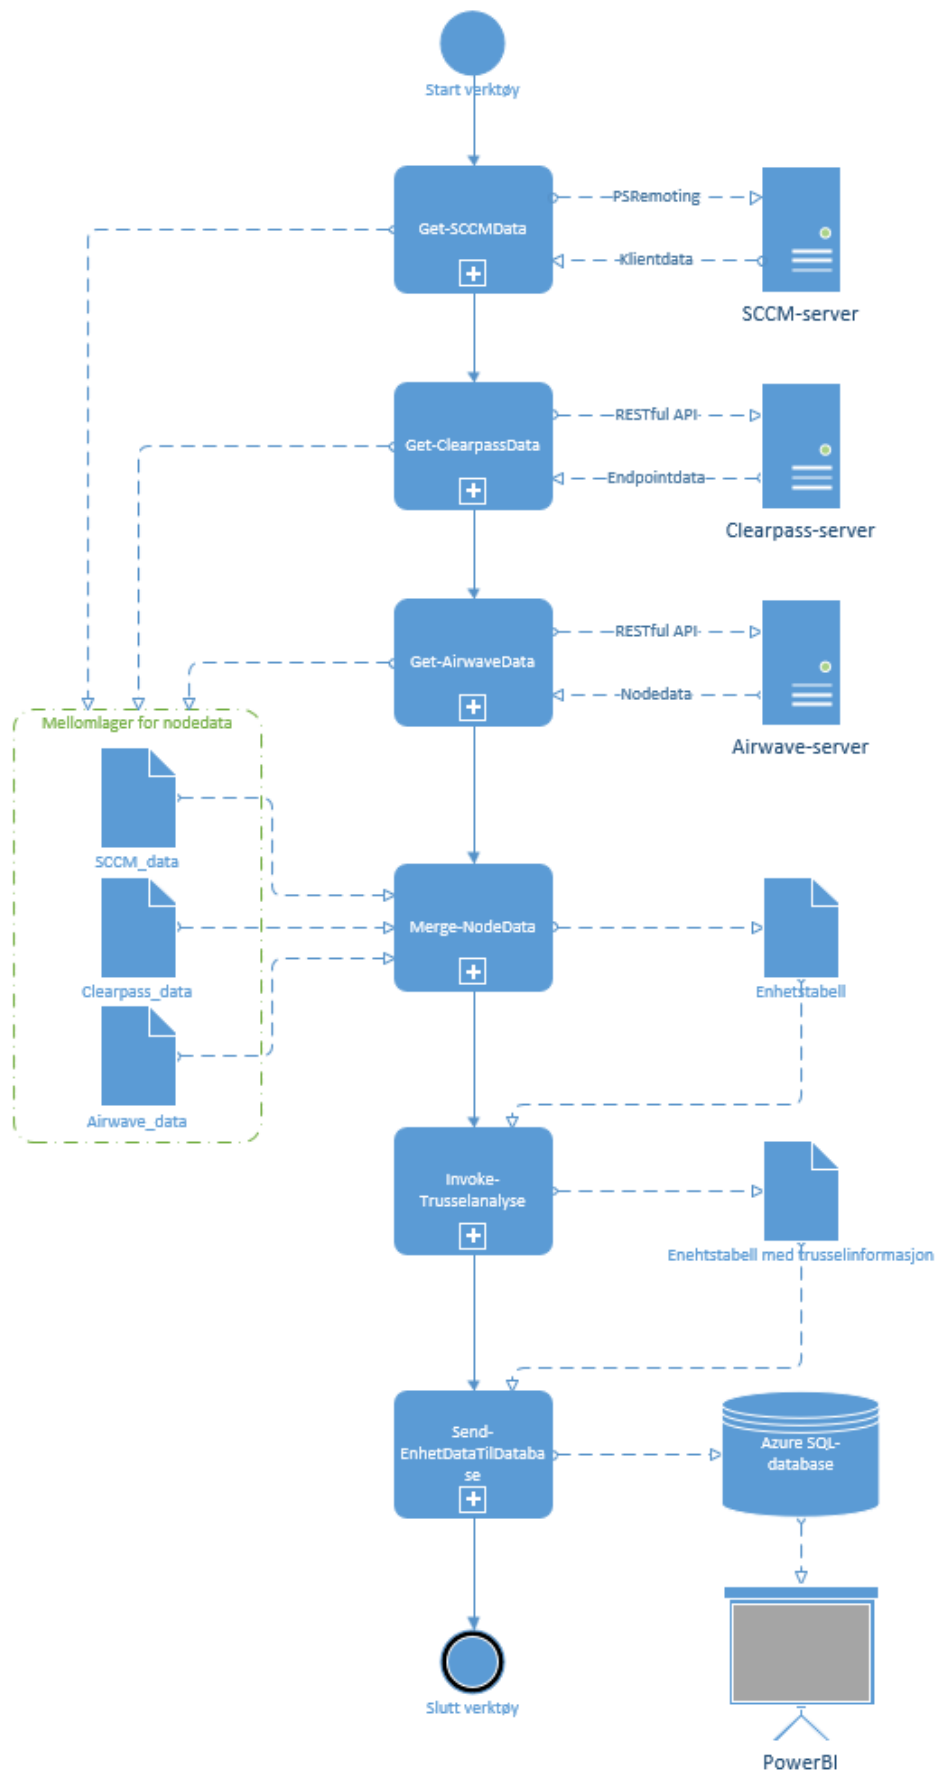 Start verktøy
Get-SCCMData
PSRemoting
Klientdata
SCCM-server
Get-ClearpassData
RESTful API
Endpointdata
Clearpass-server
Get-AirwaveData
RESTful API
Nodedata
Airwave-server
Mellomlager for nodedata
SCCM_data
Clearpass_data
Airwave_data
Merge-NodeData
Enhetstabell
Invoke-
Trusselanalyse
Enehtstabell med trusselinformasjon
Send-
EnhetDataTilDataba
se
Azure SQL-
database
Slutt verktøy
PowerBI